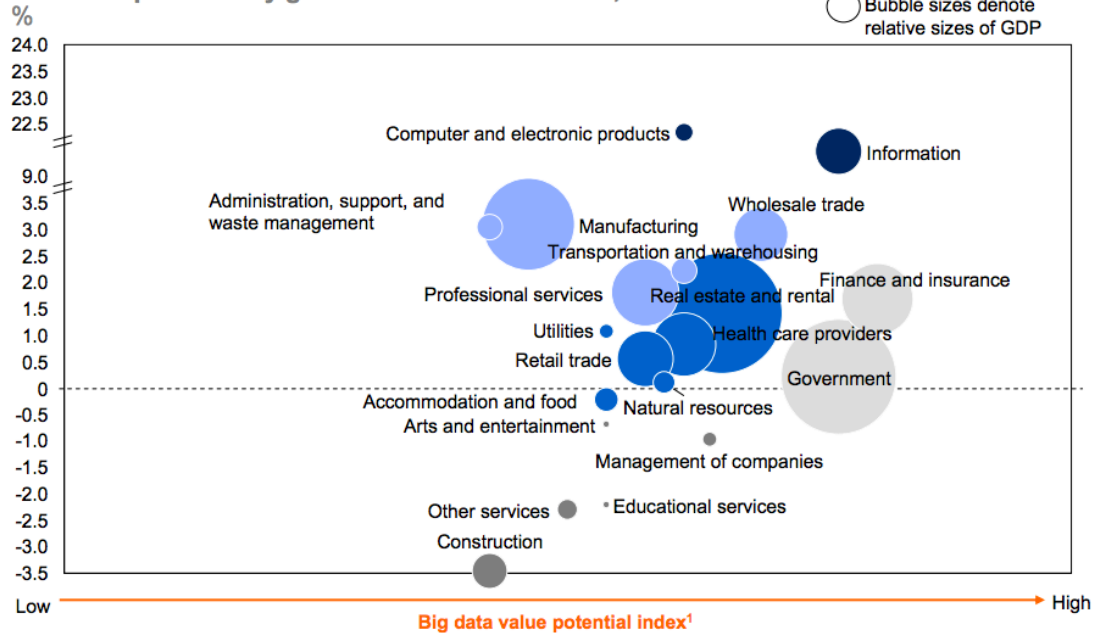 %
Bubble sizes denote
relative sizes of GDP
24.0
23.5
23.0
22.5
9.0
3.5
3.0
2.5
2.0
1.5
1.0
0.5
0
-0.5
-1.0
-1.5
-2.0
-2.5
-3.0
-3.5
Computer and electronic products
Information
Administration, support, and
waste management
Wholesale trade
Manufacturing
Transportation and warehousing
Finance and insurance
Professional services
Real estate and rental
Utilities
Health care providers
Retail trade
Government
Accommodation and food
Natural resources
Arts and entertainment
Management of companies
Other services
Educational services
Construction
Low
High
Big data value potential index¹